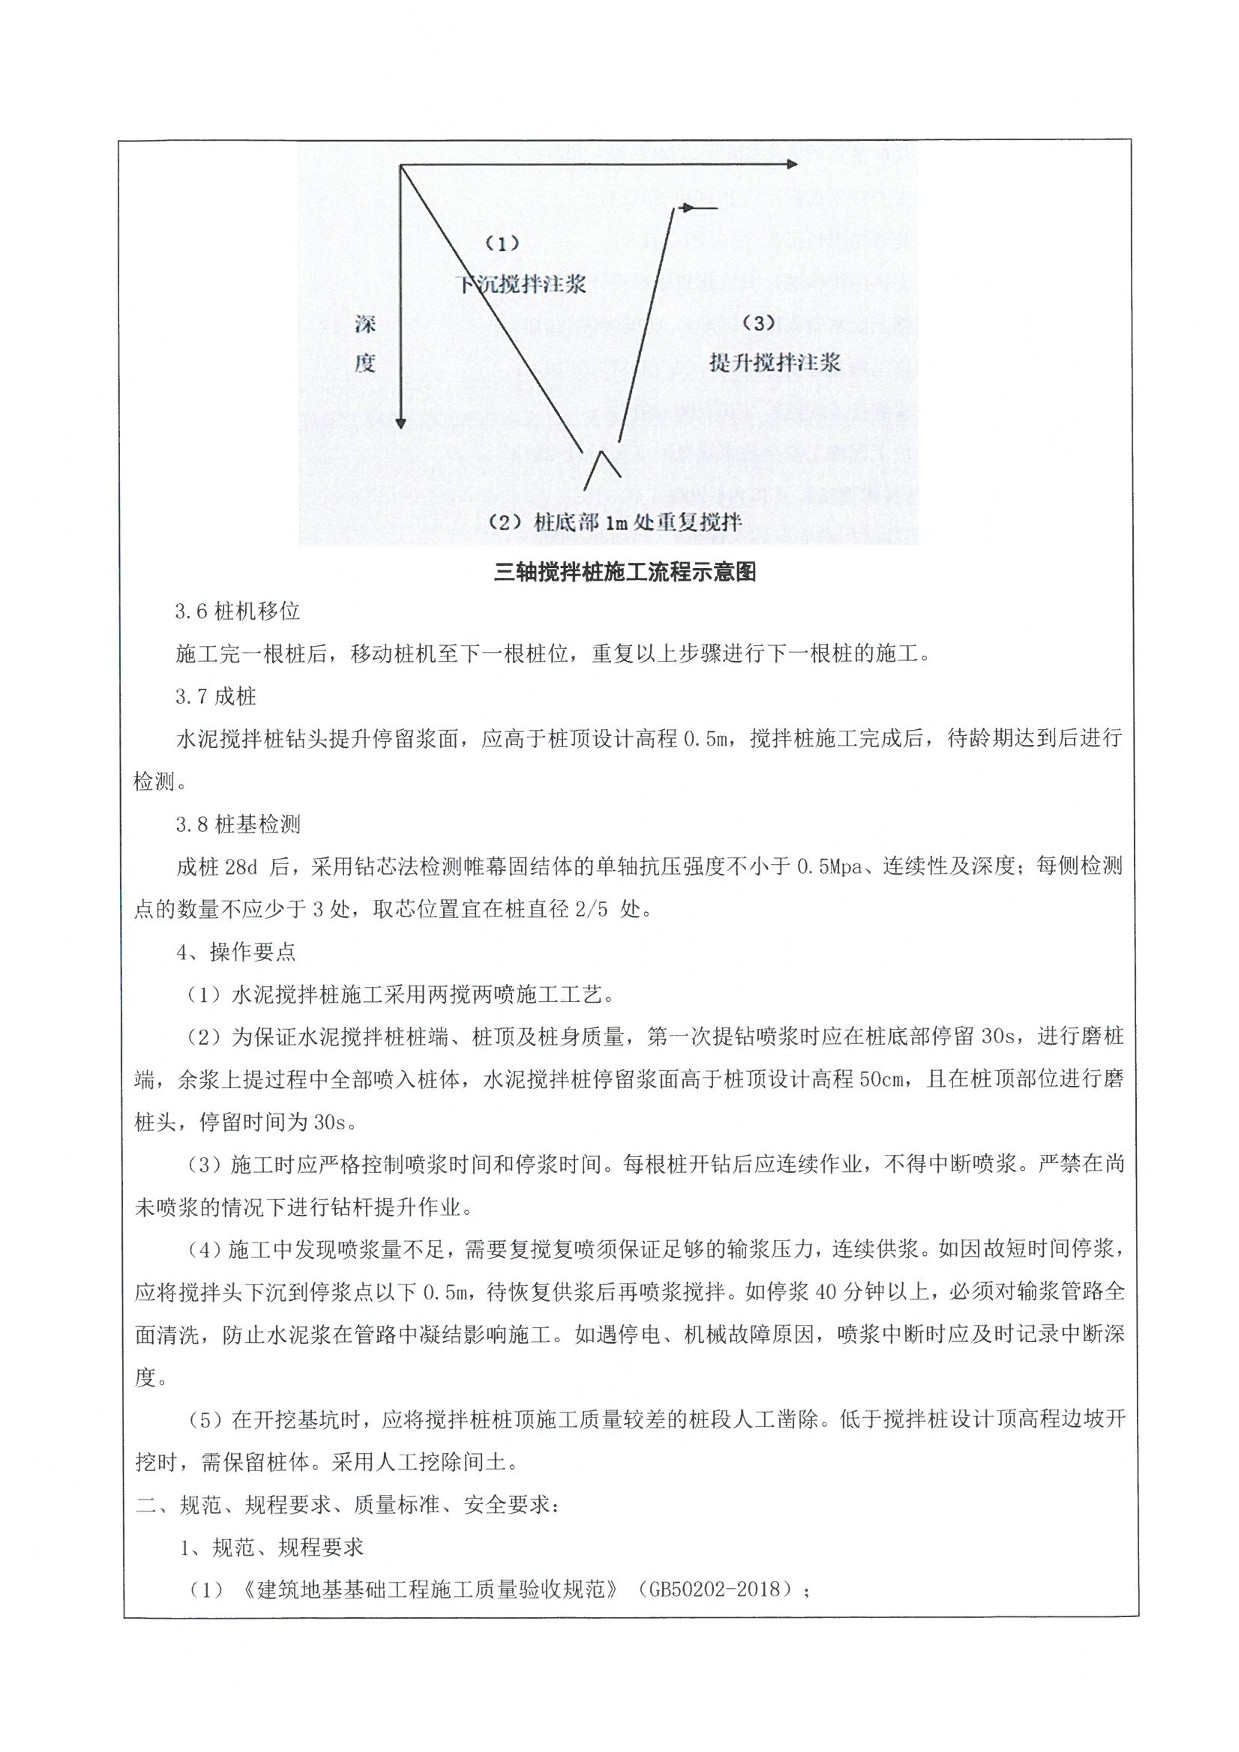 （1）
下沉搅拌注浆
深
度
（3）
提升搅拌注浆
（2）桩底部1m处重复搅拌
三轴搅拌桩施工流程示意图
3.6 桩机移位
施工完一根桩后，移动桩机至下一根桩位，重复以上步骤进行下一根桩的施工。
3.7 成桩
水泥搅拌桩钻头提升停留浆面，应高于桩顶设计高程 0.5m，搅拌桩施工完成后，待龄期达到后进行
检测。
3.8 桩基检测
成桩 28d 后，采用钻芯法检测帷幕固结体的单轴抗压强度不小于 0.5Mpa、连续性及深度；每侧检测
点的数量不应少于 3 处，取芯位置宜在桩直径 2/5 处。
4、操作要点
（1）水泥搅拌桩施工采用两搅两喷施工工艺。
（2）为保证水泥搅拌桩桩端、桩顶及桩身质量，第一次提钻喷浆时应在桩底部停留 30s，进行磨桩
端，余浆上提过程中全部喷入桩体，水泥搅拌桩停留浆面高于桩顶设计高程 50cm，且在桩顶部位进行磨
桩头，停留时间为 30s。
（3）施工时应严格控制喷浆时间和停浆时间。每根桩开钻后应连续作业，不得中断喷浆。严禁在尚
未喷浆的情况下进行钻杆提升作业。
（4）施工中发现喷浆量不足，需要复搅复喷须保证足够的输浆压力，连续供浆。如因故短时间停浆，
应将搅拌头下沉到停浆点以下 0.5m，待恢复供浆后再喷浆搅拌。如停浆 40 分钟以上，必须对输浆管路全
面清洗，防止水泥浆在管路中凝结影响施工。如遇停电、机械故障原因，喷浆中断时应及时记录中断深
度。
（5）在开挖基坑时，应将搅拌桩桩顶施工质量较差的桩段人工凿除。低于搅拌桩设计顶高程边坡开
挖时，需保留桩体。采用人工挖除间土。
二、规范、规程要求、质量标准、安全要求：
1、规范、规程要求
（1）《建筑地基基础工程施工质量验收规范》（GB50202-2018）；